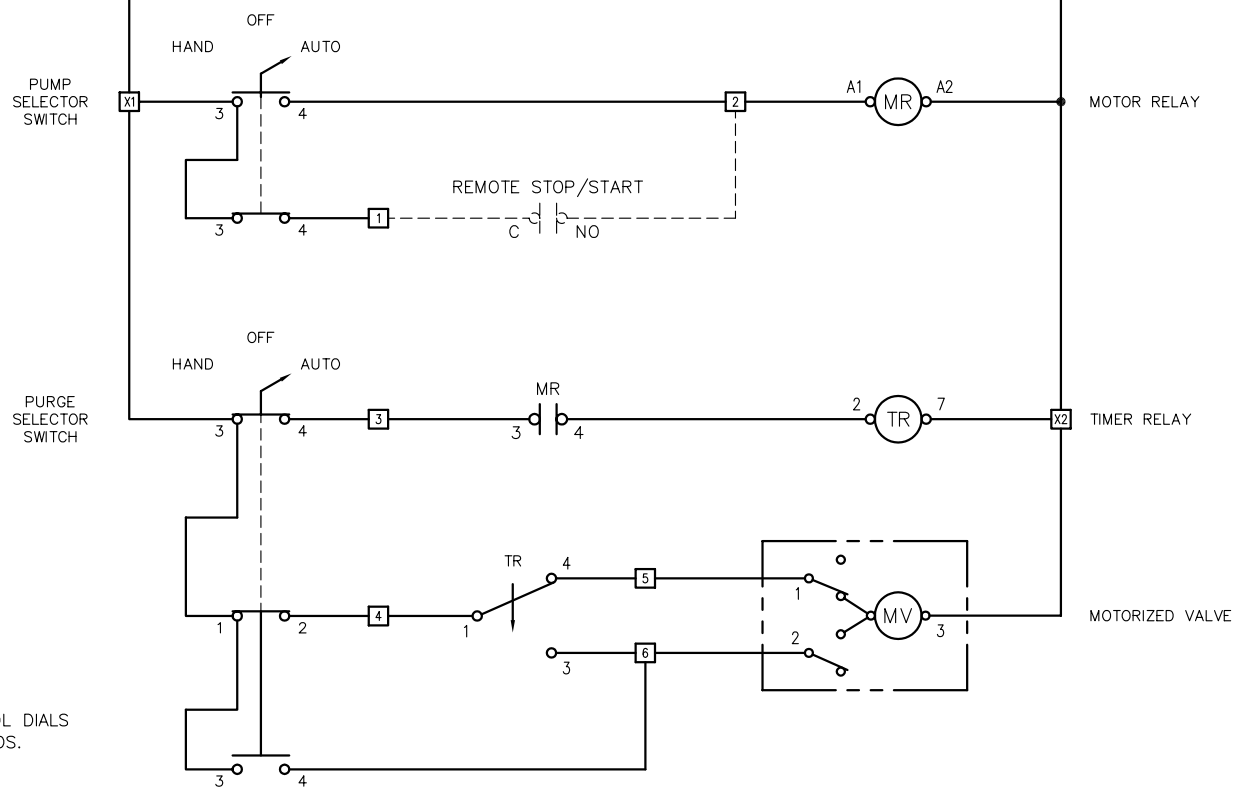 OFF
HAND
AUTO
PUMP
SELECTOR
SWITCH
X1
3
4
2
A1
MR
A2
MOTOR RELAY
REMOTE STOP/START
3
4
1
C
NO
OFF
HAND
AUTO
PURGE
SELECTOR
SWITCH
3
4
3
MR
3
4
2
TR
7
X2
TIMER RELAY
1
2
4
TR
1
4
5
1
MV
3
MOTORIZED VALVE
3
6
2
OL DIALS
DS.
3
4